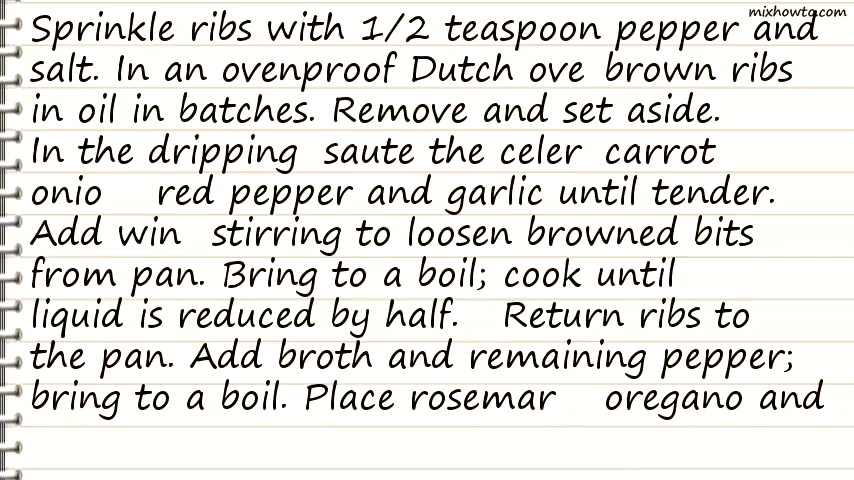 mixhowto.com
Sprinkle ribs with 1/2 teaspoon pepper and
salt. In an ovenproof Dutch ove brown ribs
in oil in batches. Remove and set aside.
In the dripping saute the celer carrot
onio red pepper and garlic until tender.
Add win stirring to loosen browned bits
from pan. Bring to a boil; cook until
liquid is reduced by half. Return ribs to
the pan. Add broth and remaining pepper;
bring to a boil. Place rosemar oregano and